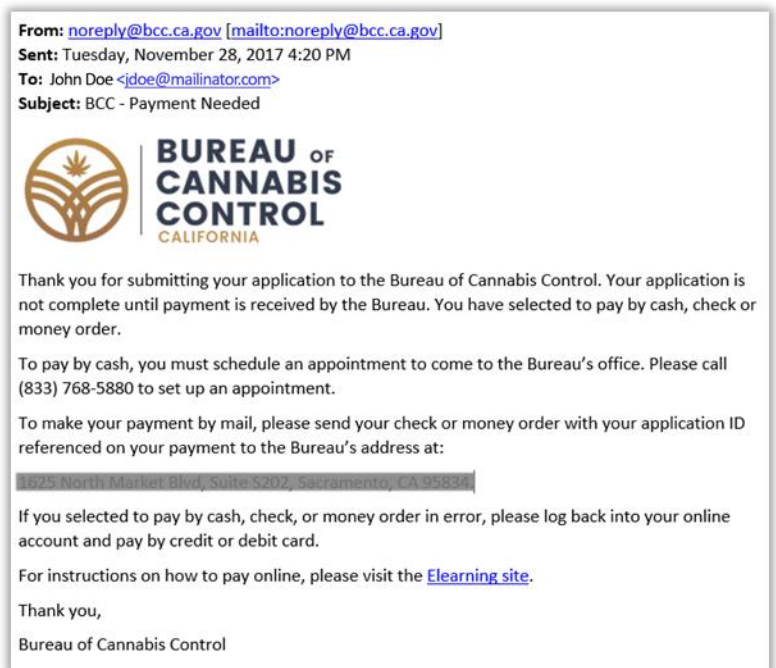 From: noreply@bcc.ca.gov [mailto:noreply@bcc.ca.gov]
Sent: Tuesday, November 28, 2017 4:20 PM
To: John Doe <jdoe@mailinator.com>
Subject: BCC - Payment Needed
BUREAU OF
CANNABIS
CONTROL
CALIFORNIA
Thank you for submitting your application to the Bureau of Cannabis Control. Your application is
not complete until payment is received by the Bureau. You have selected to pay by cash, check or
money order.
To pay by cash, you must schedule an appointment to come to the Bureau’s office. Please call
(833) 768-5880 to set up an appointment.
To make your payment by mail, please send your check or money order with your application ID
referenced on your payment to the Bureau’s address at:
1625 North Market Blvd, Suite S202, Sacramento, CA 95834.
If you selected to pay by cash, check, or money order in error, please log back into your online
account and pay by credit or debit card.
For instructions on how to pay online, please visit the Elearning site.
Thank you,
Bureau of Cannabis Control